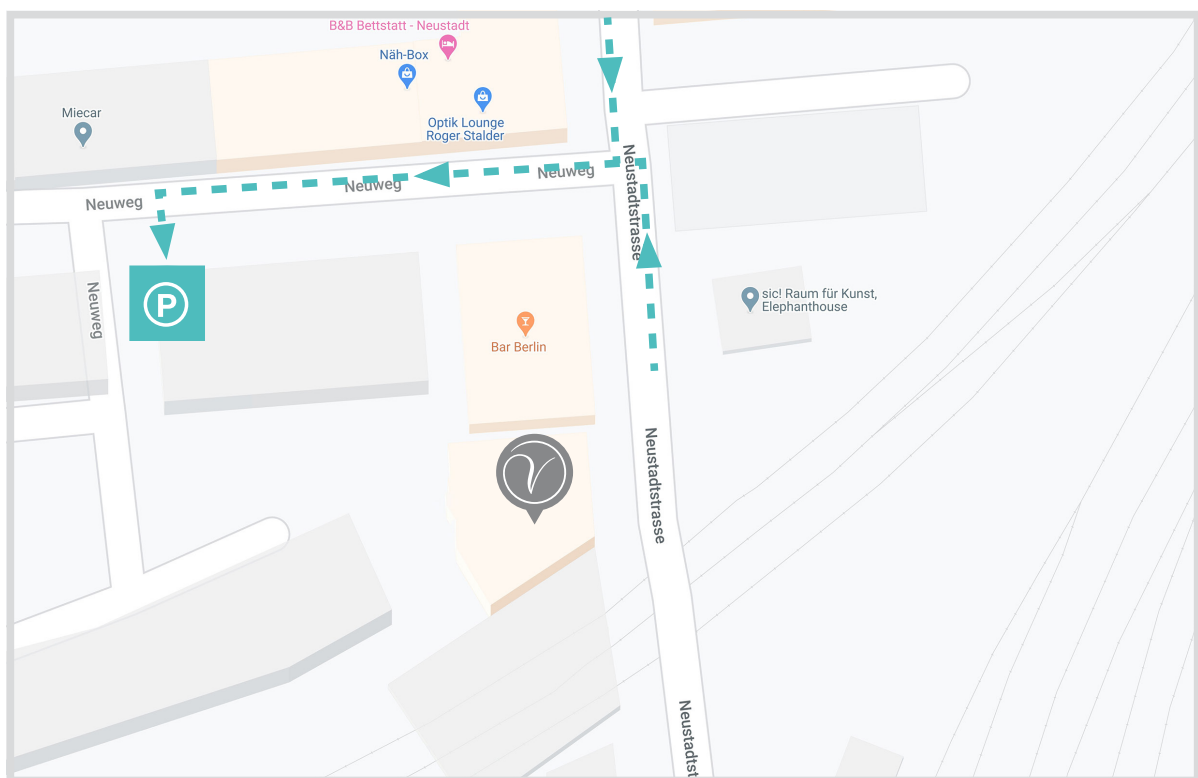 B&B Bettstatt - Neustadt
Näh-Box
Optik Lounge
Roger Stalder
Miecar
Neuweg
Neuweg
Neuweg
Neustadtstrasse
Neuweg
P
sic! Raum für Kunst,
Elephanthouse
Bar Berlin
Neustadtstrasse
Neustadtst